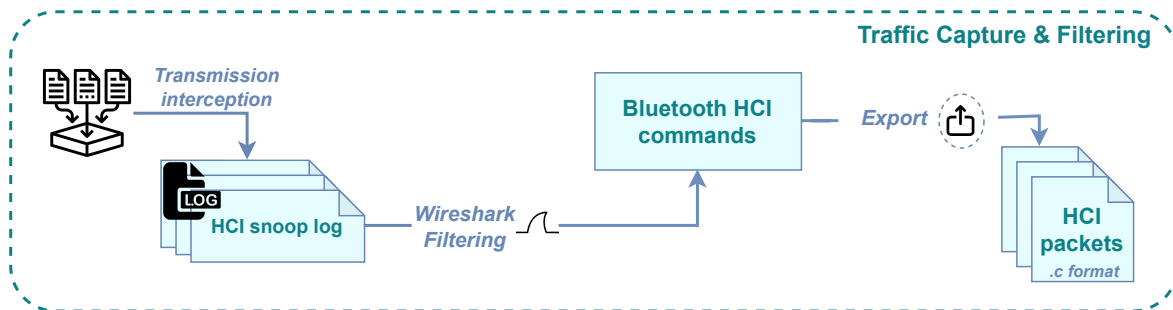 Traffic Capture & Filtering
Transmission
interception
LOG
HCI snoop log
Wireshark
Filtering
Bluetooth HCI
commands
Export
HCI
packets
.c format